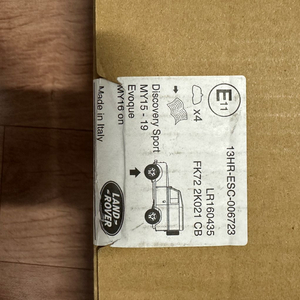 E11
x4
13HR-ESC-006723
Discovery Sport
MY15 - 19
Evoque
MY16 on
Made in Italy
LR160435
FK72 2K021 CB
LAND-
ROVER